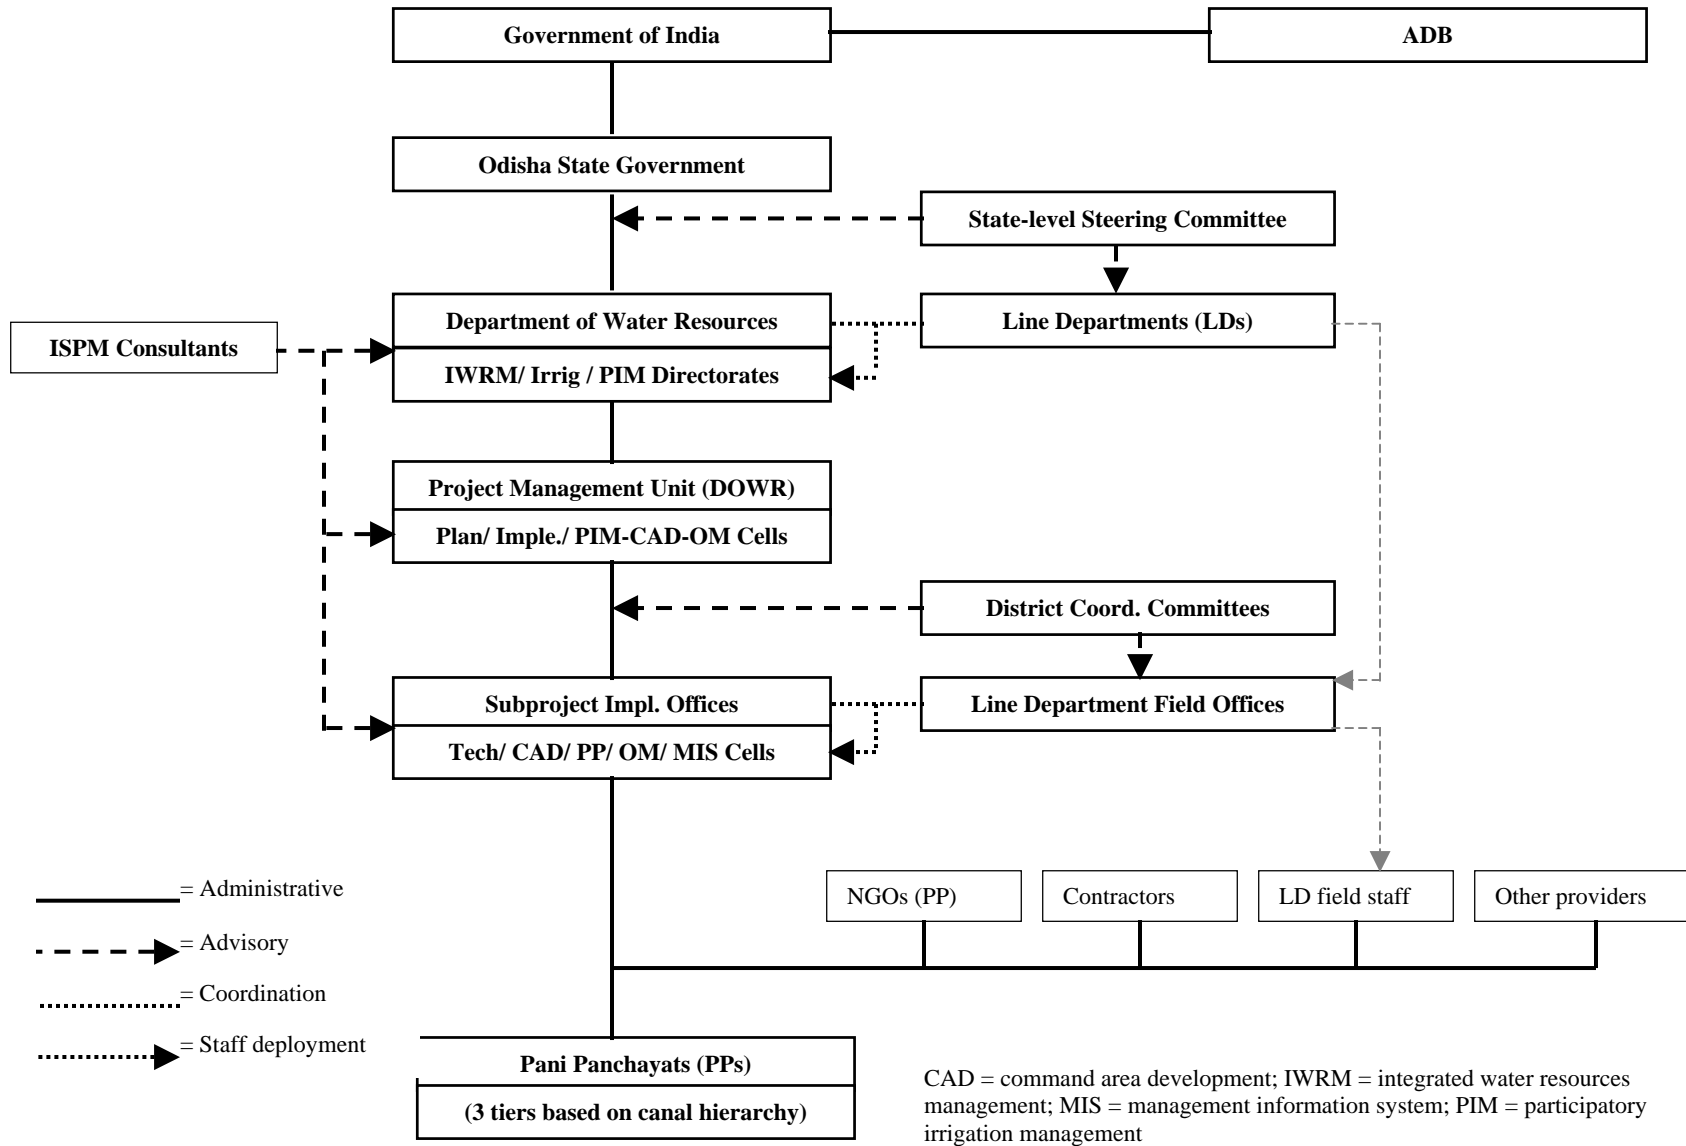 Government of India
ADB
Odisha State Government
State-level Steering Committee
Department of Water Resources
Line Departments (LDs)
ISPM Consultants
IWRM/ Irrig / PIM Directorates
Project Management Unit (DOWR)
Plan/ Imple./ PIM-CAD-OM Cells
District Coord. Committees
Subproject Impl. Offices
Line Department Field Offices
Tech/ CAD/ PP/ OM/ MIS Cells
= Administrative
= Advisory
= Coordination
= Staff deployment
NGOs (PP)
Contractors
LD field staff
Other providers
Pani Panchayats (PPs)
(3 tiers based on canal hierarchy)
CAD = command area development; IWRM = integrated water resources
management; MIS = management information system; PIM = participatory
irrigation management